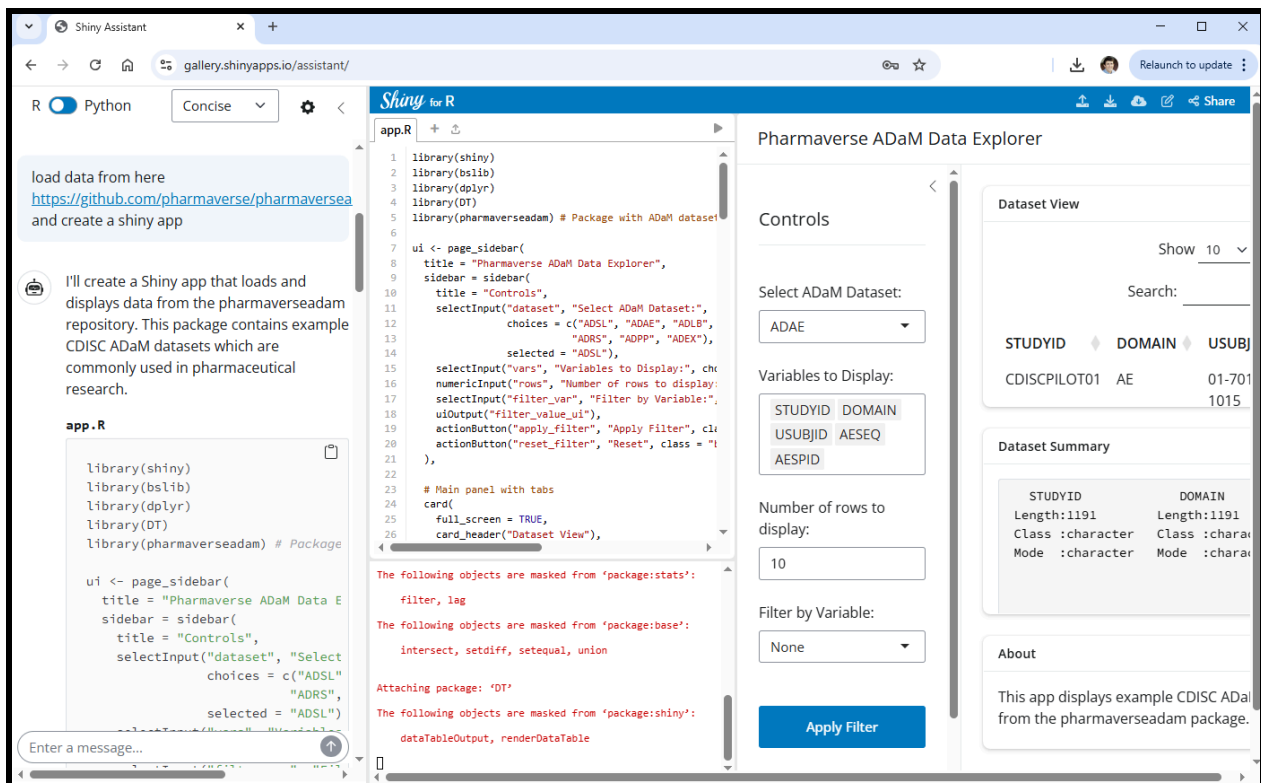 Shiny Assistant
gallery.shinyapps.io/assistant/
Relaunch to update
R Python Concise
load data from here
https://github.com/pharmaverse/pharmaversea
and create a shiny app
I'll create a Shiny app that loads and
displays data from the pharmaverseadam
repository. This package contains example
CDISC ADaM datasets which are
commonly used in pharmaceutical
research.
app.R
library(shiny)
library(bslib)
library(dplyr)
library(DT)
library(pharmaverseadam) # Package
ui <- page_sidebar(
title = "Pharmaverse ADaM Data E
sidebar = sidebar(
title = "Controls",
selectInput("dataset", "Select
choices = c("ADSL"
"ADRS",
selected = "ADSL")
Enter a message...
Shiny for R
Share
app.R
1 library(shiny)
2 library(bslib)
3 library(dplyr)
4 library(DT)
5 library(pharmaverseadam) # Package with ADaM dataset
6
7 ui <- page_sidebar(
8 title = "Pharmaverse ADaM Data Explorer",
9 sidebar = sidebar(
10 title = "Controls",
11 selectInput("dataset", "Select ADaM Dataset:",
12 choices = c("ADSL", "ADAE", "ADLB",
13 "ADRS", "ADPP", "ADEX"),
14 selected = "ADSL"),
15 selectInput("vars", "Variables to Display:", cho
16 numericInput("rows", "Number of rows to display:
17 selectInput("filter_var", "Filter by Variable:",
18 uiOutput("filter_value_ui"),
19 actionButton("apply_filter", "Apply Filter", cla
20 actionButton("reset_filter", "Reset", class = "b
21 ),
22
23 # Main panel with tabs
24 card(
25 full_screen = TRUE,
26 card_header("Dataset View"),
The following objects are masked from ‘package:stats’:
filter, lag
The following objects are masked from ‘package:base’:
intersect, setdiff, setequal, union
Attaching package: ‘DT’
The following objects are masked from ‘package:shiny’:
dataTableOutput, renderDataTable
Pharmaverse ADaM Data Explorer
Controls
Select ADaM Dataset:
ADAE
Variables to Display:
STUDYID DOMAIN
USUBJID AESEQ
AESPID
Number of rows to
display:
10
Filter by Variable:
None
Apply Filter
Dataset View
Show 10
Search:
STUDYID DOMAIN USUBJ
CDISCPILOT01 AE 01-701
1015
Dataset Summary
STUDYID DOMAIN
Length:1191 Length:1191
Class :character Class :charac
Mode :character Mode :charac
About
This app displays example CDISC ADaM
from the pharmaverseadam package.